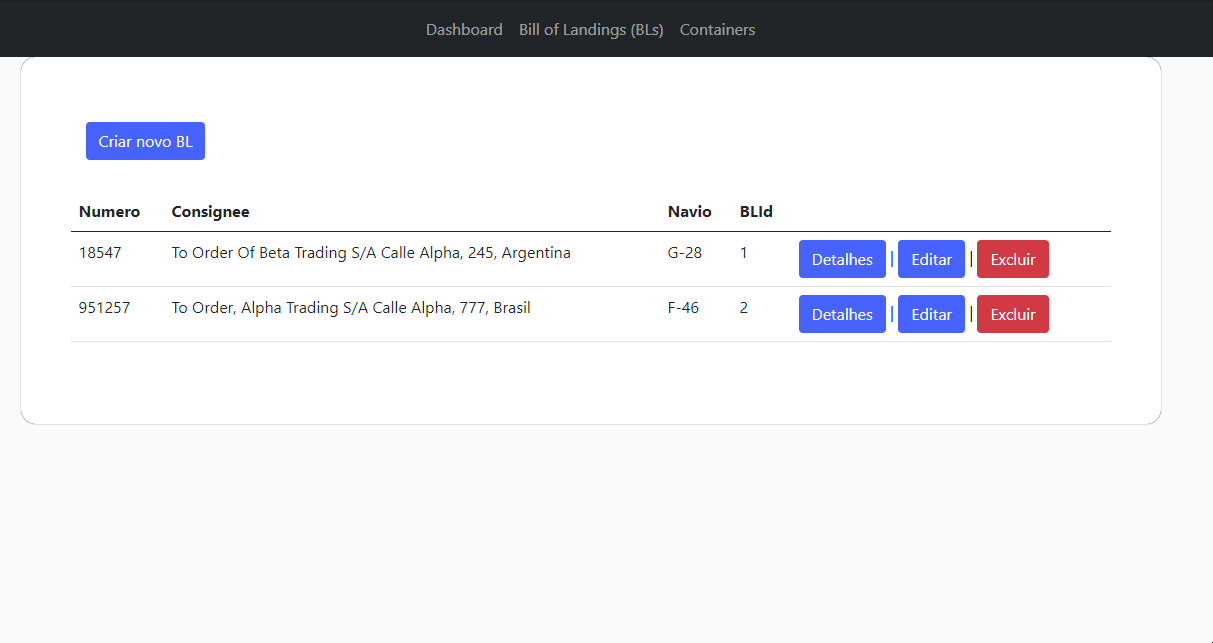 Dashboard Bill of Landings (BLs) Containers
Criar novo BL
Numero Consignee Navio BLId
18547 To Order Of Beta Trading S/A Calle Alpha, 245, Argentina G-28 1 Detalhes | Editar | Excluir
951257 To Order, Alpha Trading S/A Calle Alpha, 777, Brasil F-46 2 Detalhes | Editar | Excluir